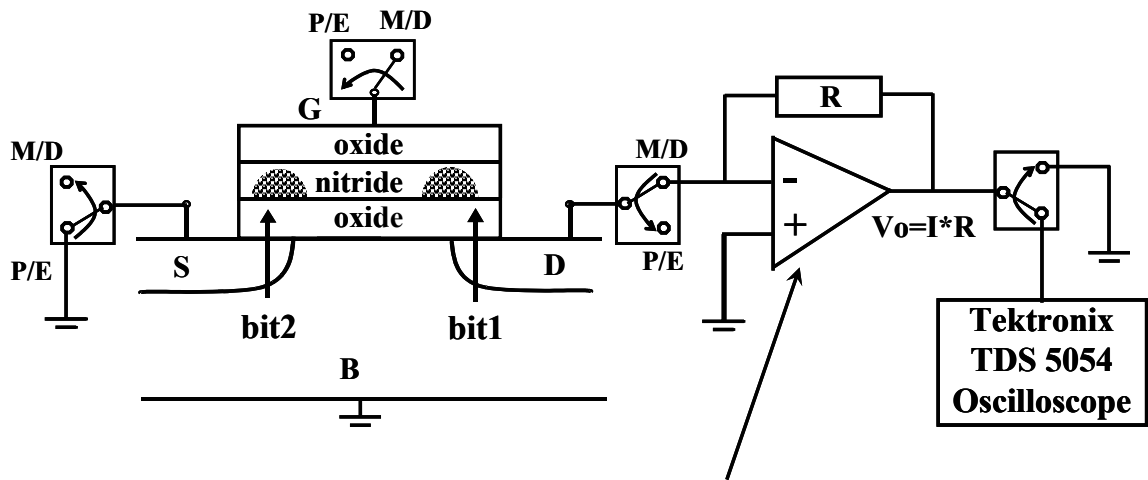 P/E M/D
G
oxide
nitride
oxide
M/D
P/E
S
D
bit2
bit1
B
M/D
P/E
R
-
+
Vo=I*R
Tektronix
TDS 5054
Oscilloscope